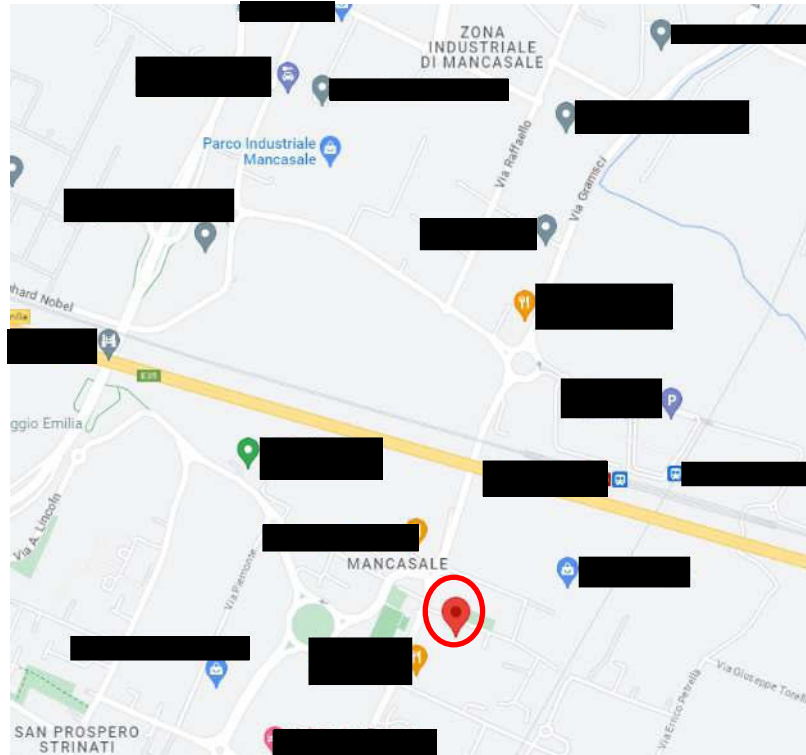 ZONA
INDUSTRIALE
DI MANCASALE
Parco Industriale
Mancasale
Via Raffaello
Via Gramsci
hard Nobel
E35
ggio Emilia
Via A. Lincoln
Via Piemonte
MANCASALE
Via Enrico Petrella
Via Giuseppe Torelli
SAN PROSPERO
STRINATI
P